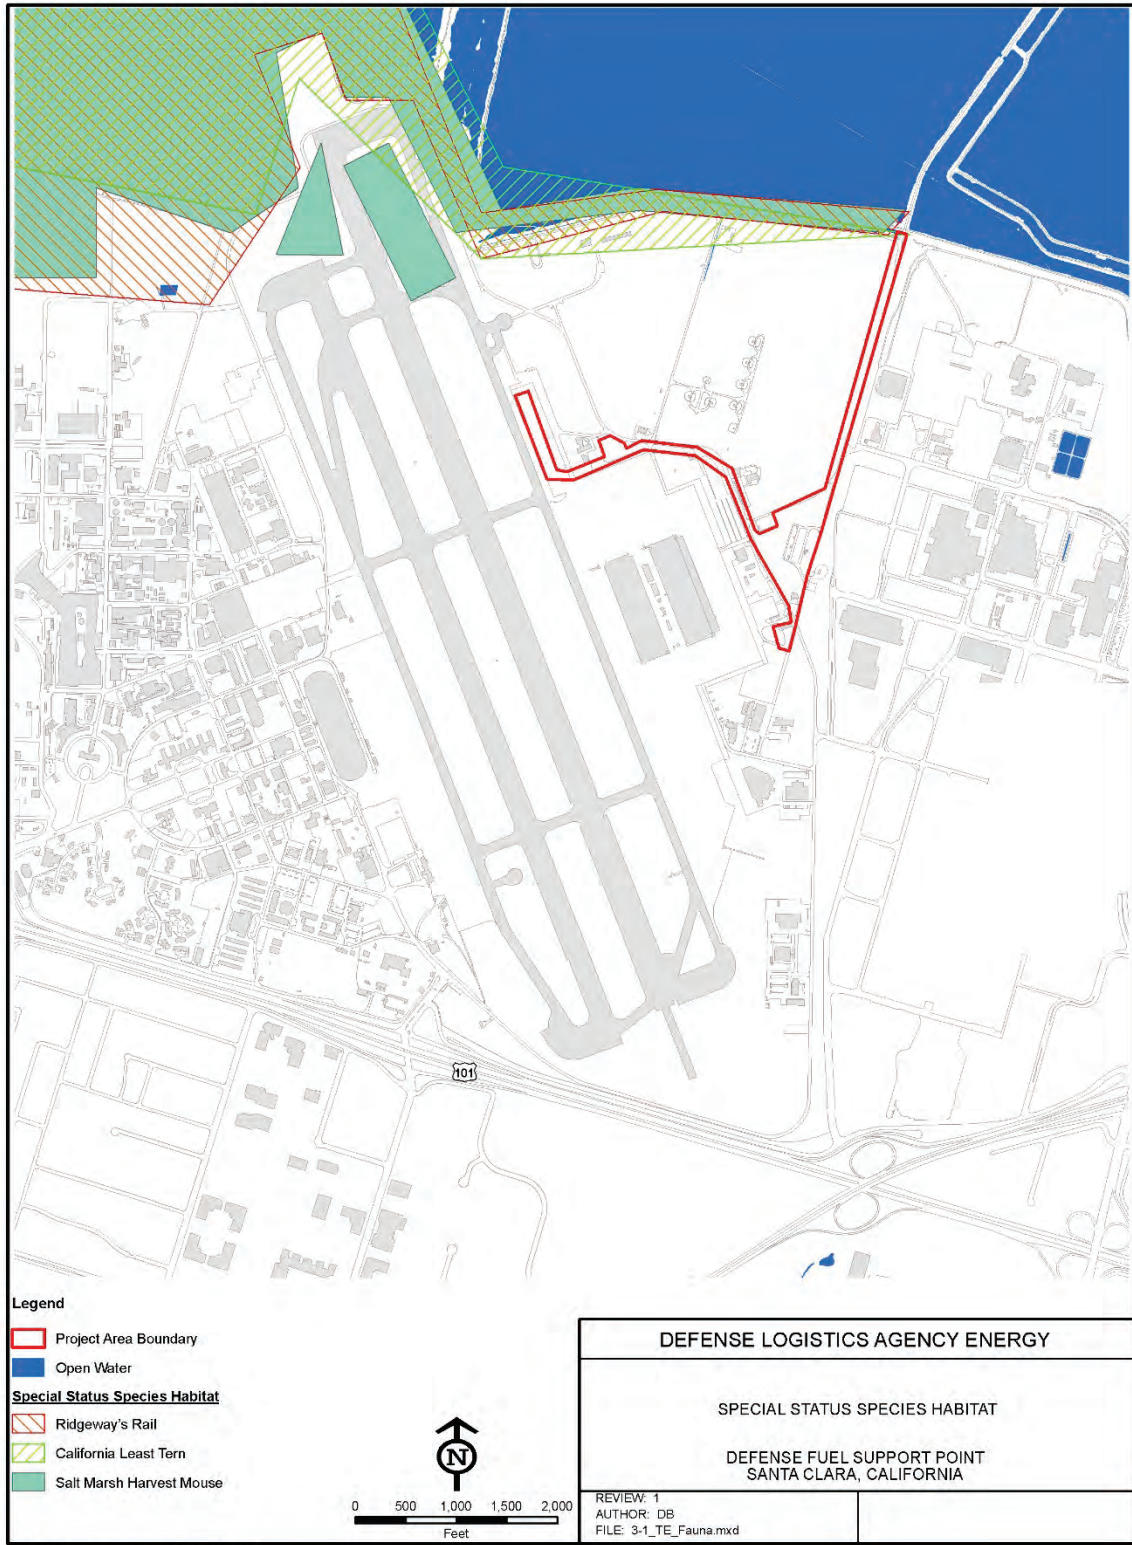 101
Legend
Project Area Boundary
Open Water
Special Status Species Habitat
Ridgeway's Rail
California Least Tern
Salt Marsh Harvest Mouse
N
0 500 1,000 1,500 2,000
Feet
DEFENSE LOGISTICS AGENCY ENERGY
SPECIAL STATUS SPECIES HABITAT
DEFENSE FUEL SUPPORT POINT
SANTA CLARA, CALIFORNIA
REVIEW: 1
AUTHOR: DB
FILE: 3-1_TE_Fauna.mxd